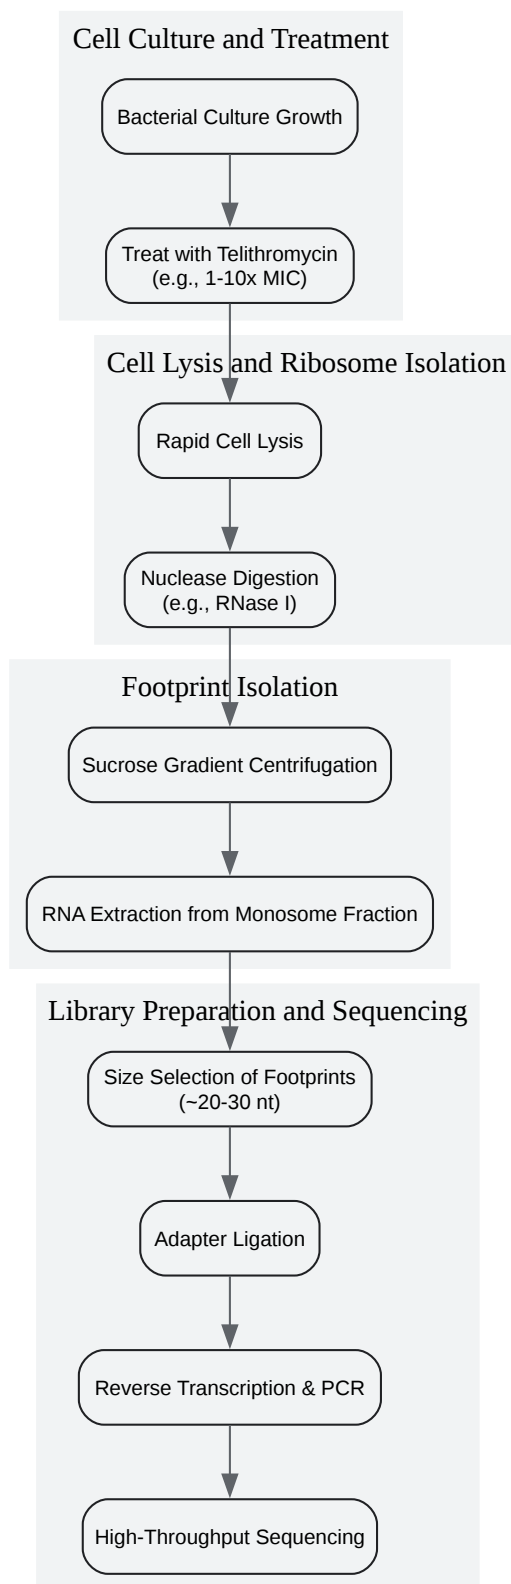 Cell Culture and Treatment
Bacterial Culture Growth
Treat with Telithromycin
(e.g., 1-10x MIC)
Cell Lysis and Ribosome Isolation
Rapid Cell Lysis
Nuclease Digestion
(e.g., RNase I)
Footprint Isolation
Sucrose Gradient Centrifugation
RNA Extraction from Monosome Fraction
Library Preparation and Sequencing
Size Selection of Footprints
(~20-30 nt)
Adapter Ligation
Reverse Transcription & PCR
High-Throughput Sequencing